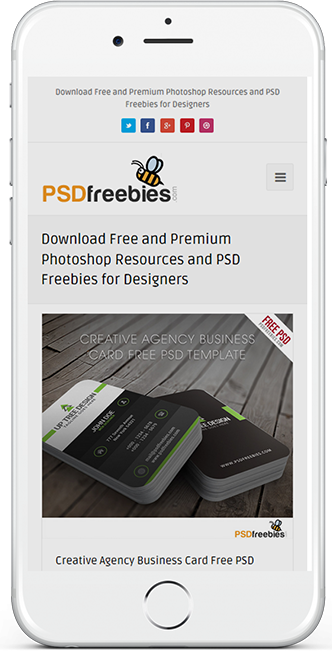 Download Free and Premium Photoshop Resources and PSD
Freebies for Designers
PSDfreebies.com
Download Free and Premium
Photoshop Resources and PSD
Freebies for Designers
FREE PSD
CREATIVE AGENCY BUSINESS
CARD FREE PSD TEMPLATE
UP TREE DESIGN
JOHN DOE
TREE DESIGN
WWW.PSDFREEBIES.COM
PSDfreebies
Creative Agency Business Card Free PSD